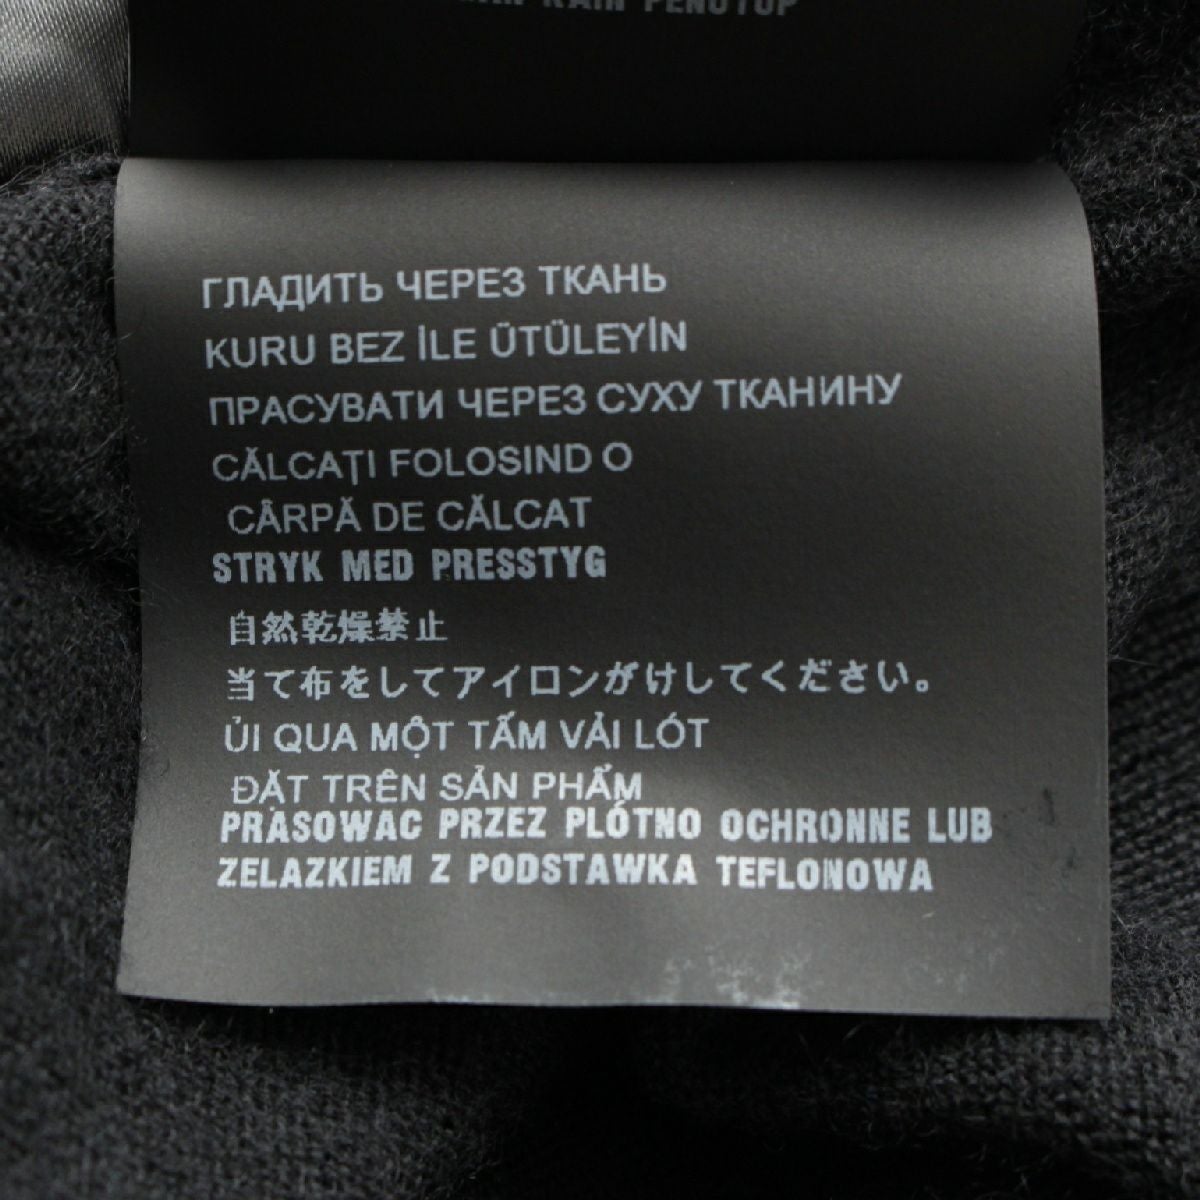 KAIN PENUTUP
ГЛАДИТЬ ЧЕРЕЗ ТКАНЬ
KURU BEZ İLE ÜTÜLEYİN
ПРАСУВАТИ ЧЕРЕЗ СУХУ ТКАНИНУ
CĂLCAȚI FOLOSIND O
CÂRPĂ DE CĂLCAT
STRYK MED PRESSTYG
自然乾燥禁止
当て布をしてアイロンがけしてください。
ỦI QUA MỘT TẤM VẢI LÓT
ĐẶT TRÊN SẢN PHẨM
PRASOWAC PRZEZ PLÓTNO OCHRONNE LUB
ZELAZKIEM Z PODSTAWKA TEFLONOWA